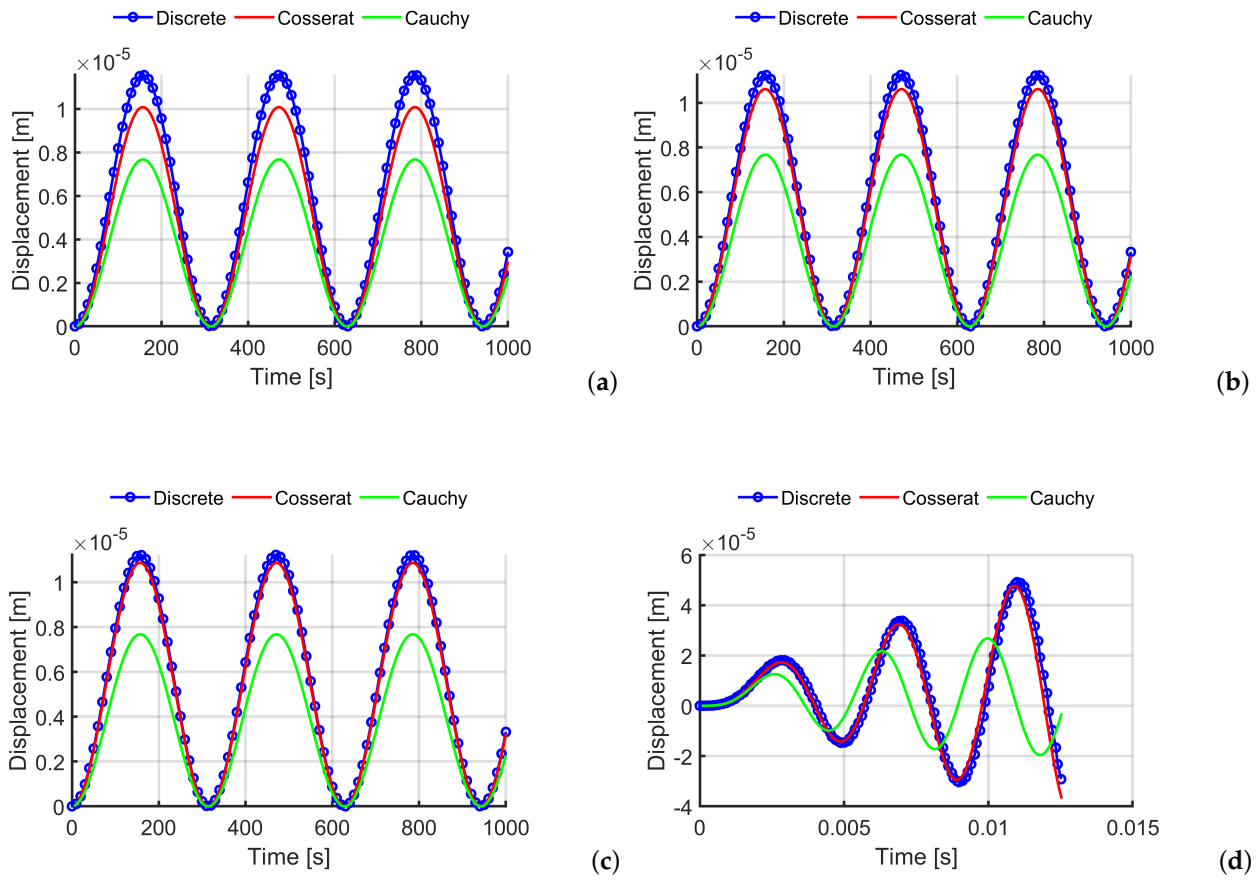 Discrete Cosserat Cauchy
×10⁻⁵
Displacement [m]
1
0.8
0.6
0.4
0.2
0
0 200 400 600 800 1000
Time [s]
(a)
Discrete Cosserat Cauchy
×10⁻⁵
Displacement [m]
1
0.8
0.6
0.4
0.2
0
0 200 400 600 800 1000
Time [s]
(b)
Discrete Cosserat Cauchy
×10⁻⁵
Displacement [m]
1
0.8
0.6
0.4
0.2
0
0 200 400 600 800 1000
Time [s]
(c)
Discrete Cosserat Cauchy
×10⁻⁵
Displacement [m]
6
4
2
0
-2
-4
0 0.005 0.01 0.015
Time [s]
(d)